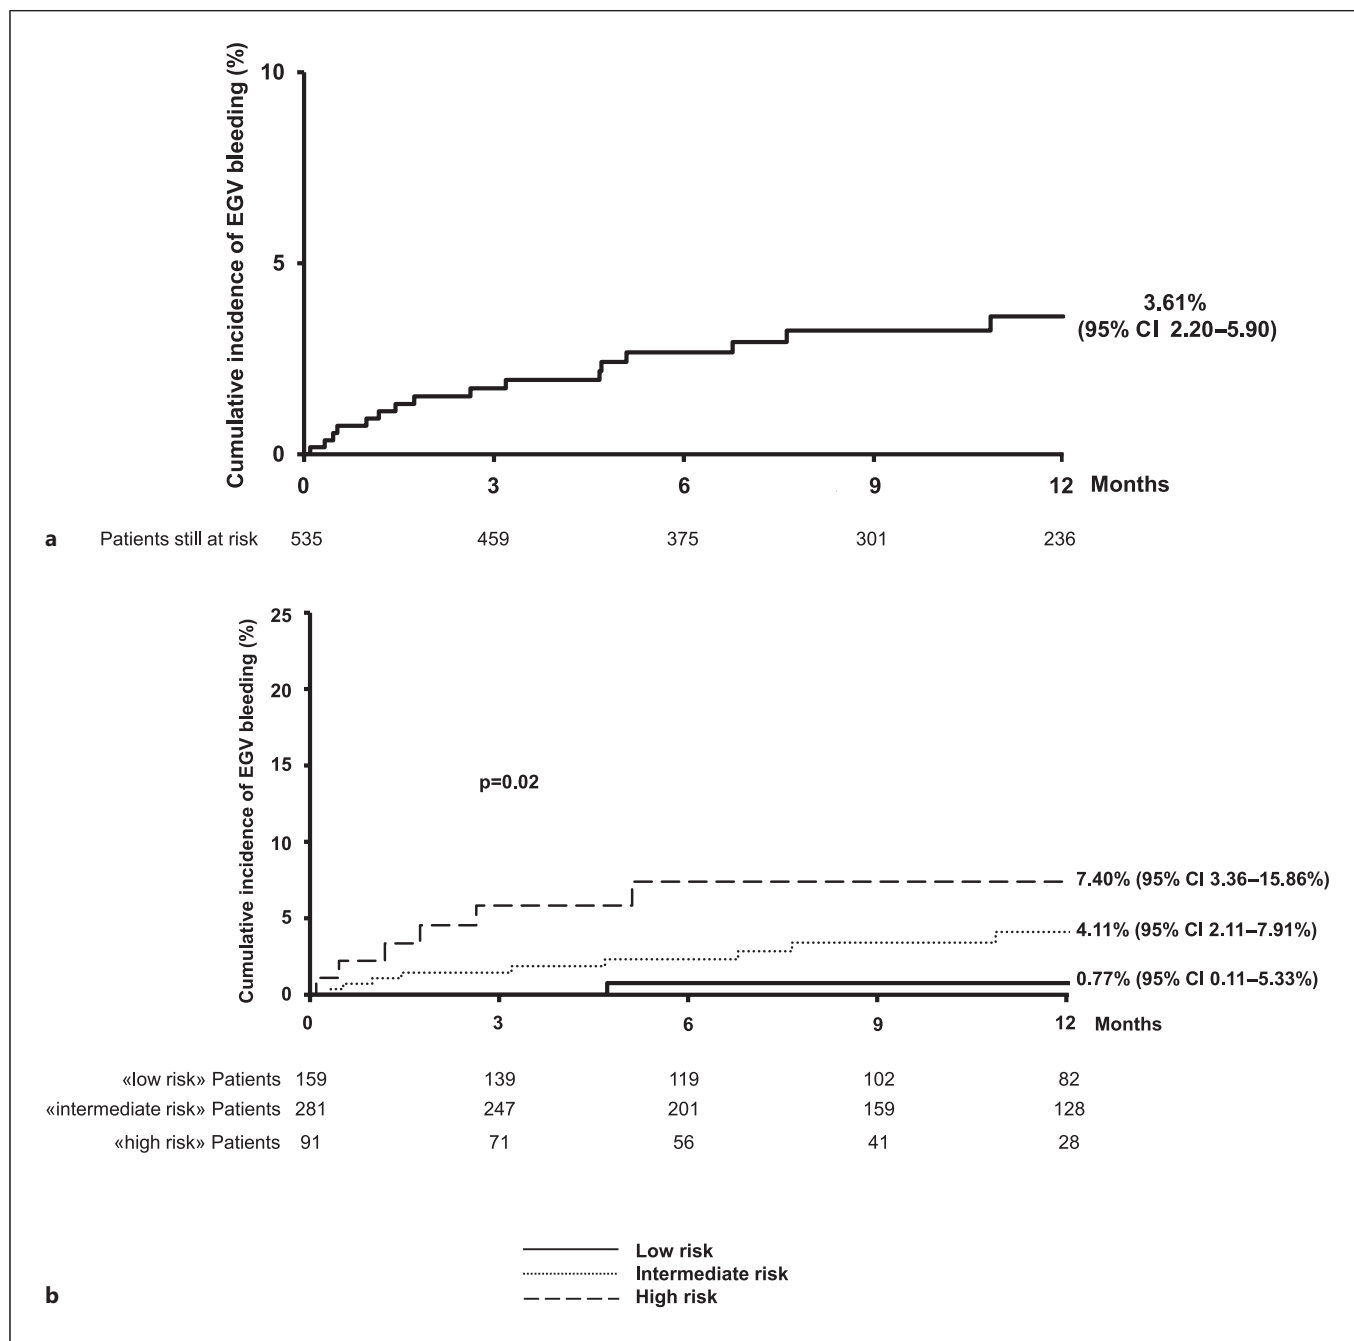 Cumulative incidence of EGV bleeding (%)
10
5
0
3.61%
(95% CI 2.20–5.90)
0 3 6 9 12 Months
a Patients still at risk 535 459 375 301 236
Cumulative incidence of EGV bleeding (%)
25
20
15
10
5
0
p=0.02
7.40% (95% CI 3.36–15.86%)
4.11% (95% CI 2.11–7.91%)
0.77% (95% CI 0.11–5.33%)
0 3 6 9 12 Months
«low risk» Patients 159 139 119 102 82
«intermediate risk» Patients 281 247 201 159 128
«high risk» Patients 91 71 56 41 28
Low risk
Intermediate risk
High risk
b